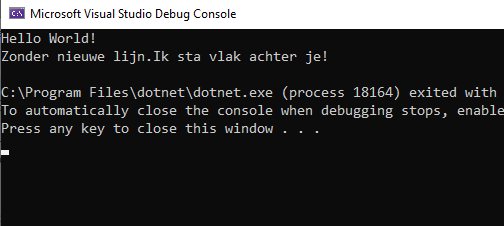 C:\ Microsoft Visual Studio Debug Console
Hello World!
Zonder nieuwe lijn.Ik sta vlak achter je!
C:\Program Files\dotnet\dotnet.exe (process 18164) exited with
To automatically close the console when debugging stops, enable
Press any key to close this window . . .